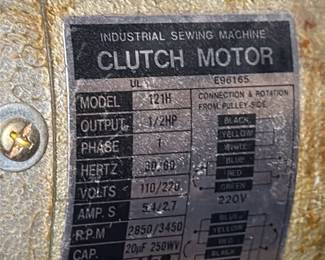 INDUSTRIAL SEWING MACHINE
CLUTCH MOTOR
UL E96165
MODEL 121H
CONNECTION & ROTATION
FROM PULLEY SIDE
OUTPUT 1/2HP
PHASE 1
HERTZ 50/60
VOLTS 110/220
AMP. S 5.4/2.7
R.P.M 2850/3450
CAP. 20µF 250WV
BLACK
YELLOW
WHITE
BLUE
RED
GREEN
220V
BLUE
YELLOW
RED
BLACK